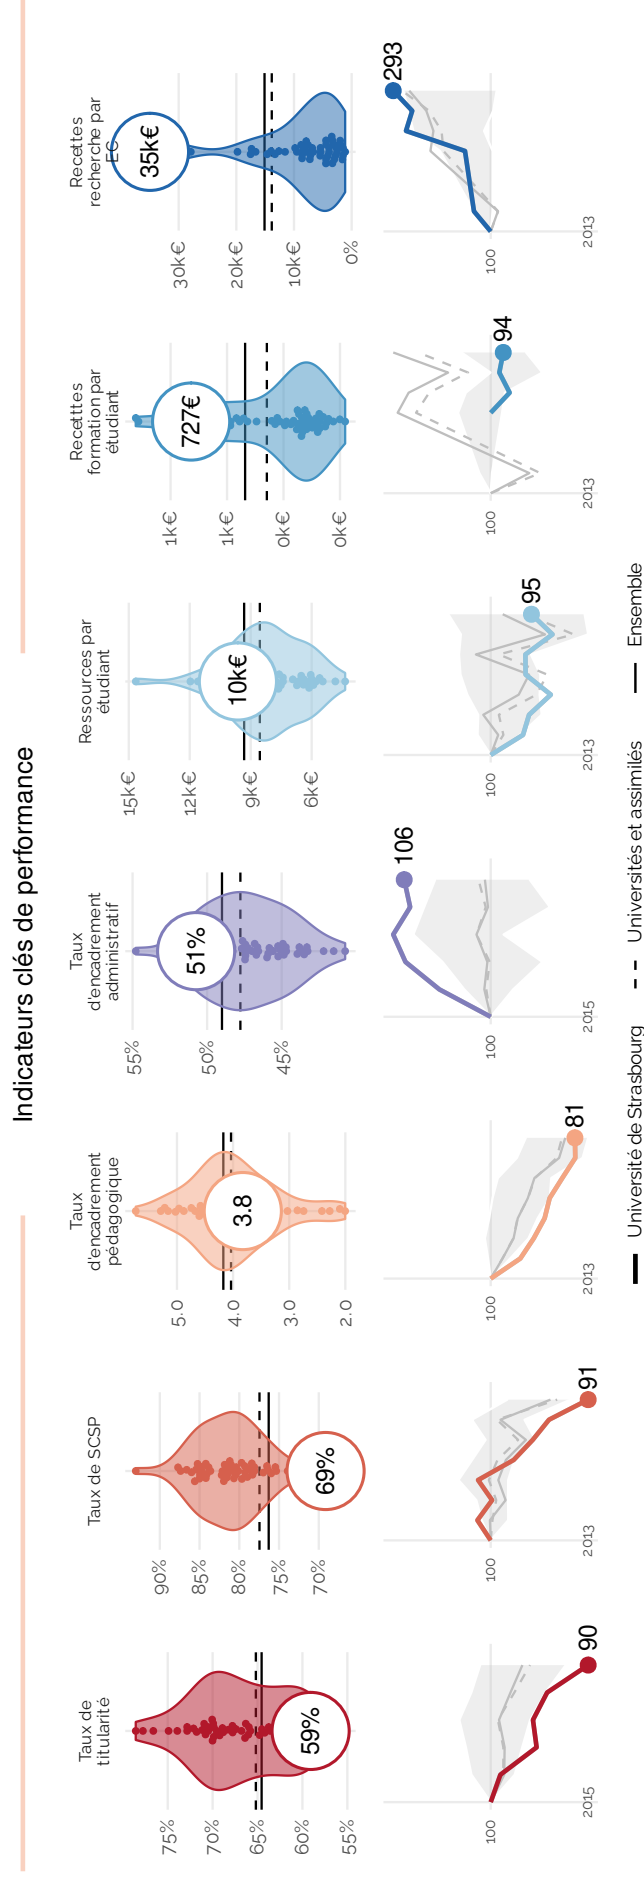 Indicateurs clés de performance
Taux de
titularité
75%
70%
65%
60%
55%
59%
100
2015
90
Taux de SCSP
90%
85%
80%
75%
70%
69%
100
2013
91
Taux
d'encadrement
pédagogique
5.0
4.0
3.0
2.0
3.8
100
2013
81
Taux
d'encadrement
administratif
55%
50%
45%
51%
100
2015
106
Ressources par
étudiant
15k€
12k€
9k€
6k€
10k€
100
2013
95
Recetttes
formation par
étudiant
1k€
1k€
0k€
0k€
727€
100
2013
94
Recettes
recherche par
EC
30k€
20k€
10k€
0%
35k€
100
2013
293
Université de Strasbourg
Universités et assimilés
Ensemble